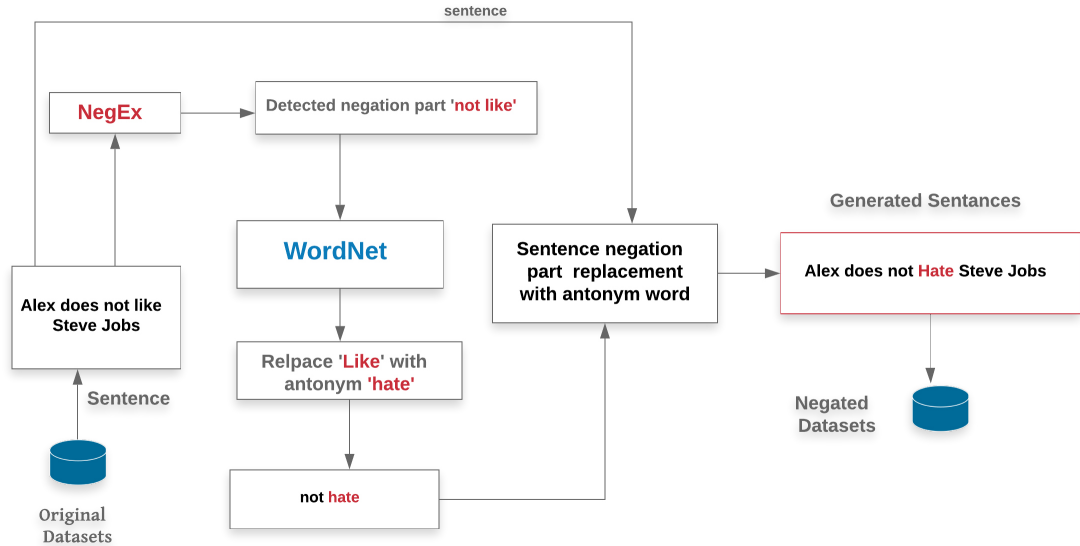 sentence
NegEx
Detected negation part 'not like'
WordNet
Alex does not like
Steve Jobs
Sentence
Original
Datasets
Relpace 'Like' with
antonym 'hate'
not hate
Sentence negation
part replacement
with antonym word
Generated Sentances
Alex does not Hate Steve Jobs
Negated
Datasets